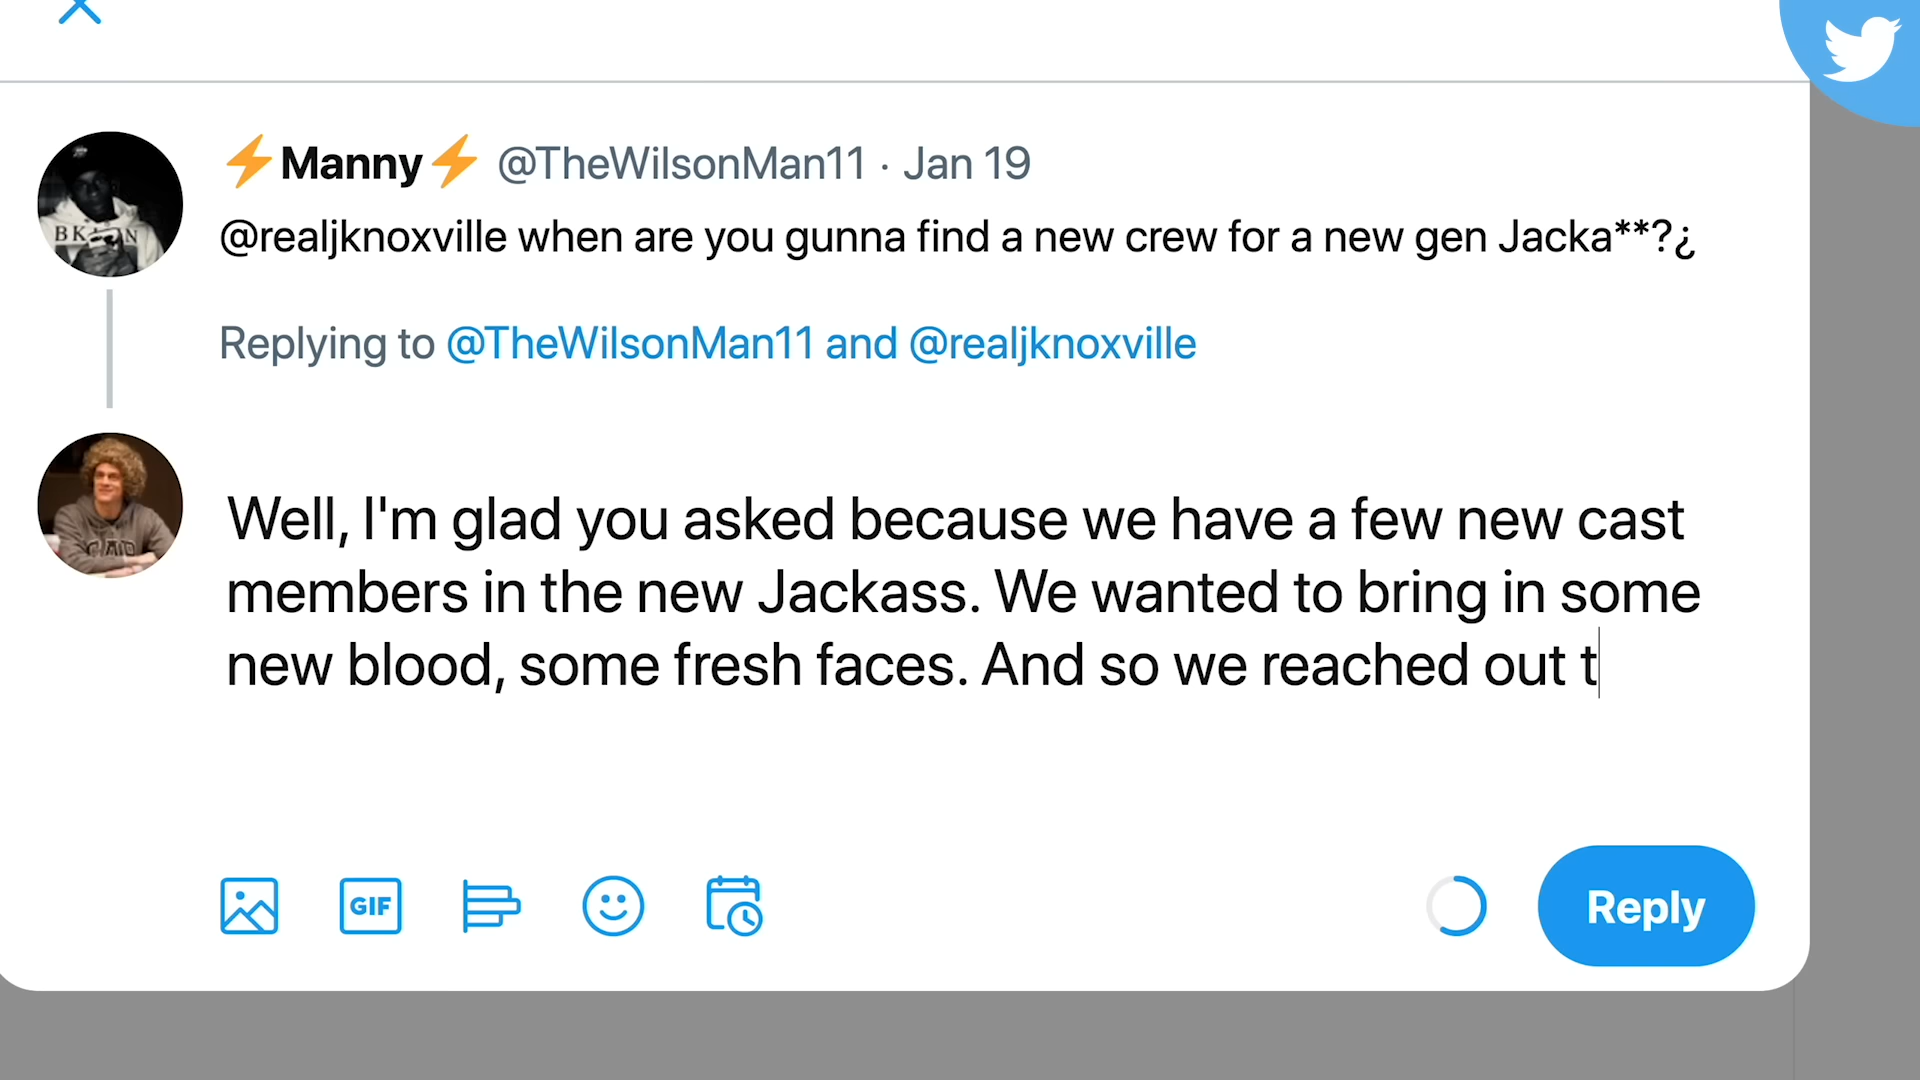 ⚡Manny⚡ @TheWilsonMan11 · Jan 19
@realjknoxville when are you gunna find a new crew for a new gen Jacka**?¿
Replying to @TheWilsonMan11 and @realjknoxville
Well, I'm glad you asked because we have a few new cast
members in the new Jackass. We wanted to bring in some
new blood, some fresh faces. And so we reached out t
GIF
Reply